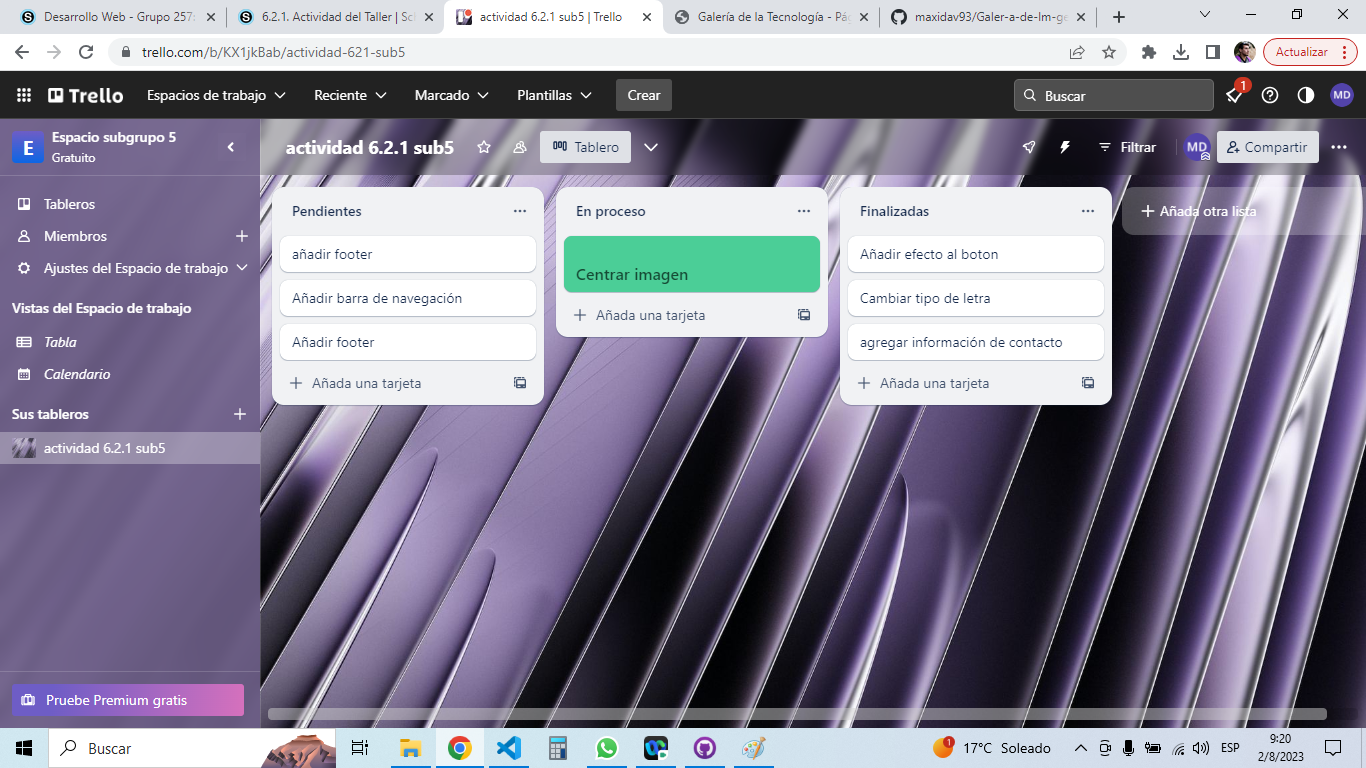 Desarrollo Web - Grupo 257:
6.2.1. Actividad del Taller | Sc
actividad 6.2.1 sub5 | Trello
Galería de la Tecnología - Pág
maxidav93/Galer-a-de-Im-ge
trello.com/b/KX1jkBab/actividad-621-sub5
Actualizar
Trello
Espacios de trabajo
Reciente
Marcado
Plantillas
Crear
Buscar
1
MD
E
Espacio subgrupo 5
Gratuito
actividad 6.2.1 sub5
Tablero
Filtrar
MD
Compartir
Tableros
Miembros
Ajustes del Espacio de trabajo
Vistas del Espacio de trabajo
Tabla
Calendario
Sus tableros
actividad 6.2.1 sub5
Pruebe Premium gratis
Pendientes
añadir footer
Añadir barra de navegación
Añadir footer
Añada una tarjeta
En proceso
Centrar imagen
Añada una tarjeta
Finalizadas
Añadir efecto al boton
Cambiar tipo de letra
agregar información de contacto
Añada una tarjeta
Añada otra lista
Buscar
1
17°C Soleado
ESP
9:20
2/8/2023